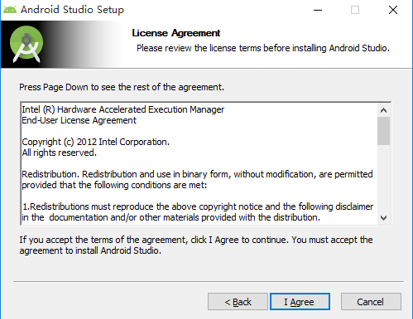 Android Studio Setup
License Agreement
Please review the license terms before installing Android Studio.
Press Page Down to see the rest of the agreement.
Intel (R) Hardware Accelerated Execution Manager
End-User License Agreement
Copyright (c) 2012 Intel Corporation.
All rights reserved.
Redistribution. Redistribution and use in binary form, without modification, are permitted
provided that the following conditions are met:
1.Redistributions must reproduce the above copyright notice and the following disclaimer
in the  documentation and/or other materials provided with the distribution.
If you accept the terms of the agreement, click I Agree to continue. You must accept the
agreement to install Android Studio.
< Back
I Agree
Cancel